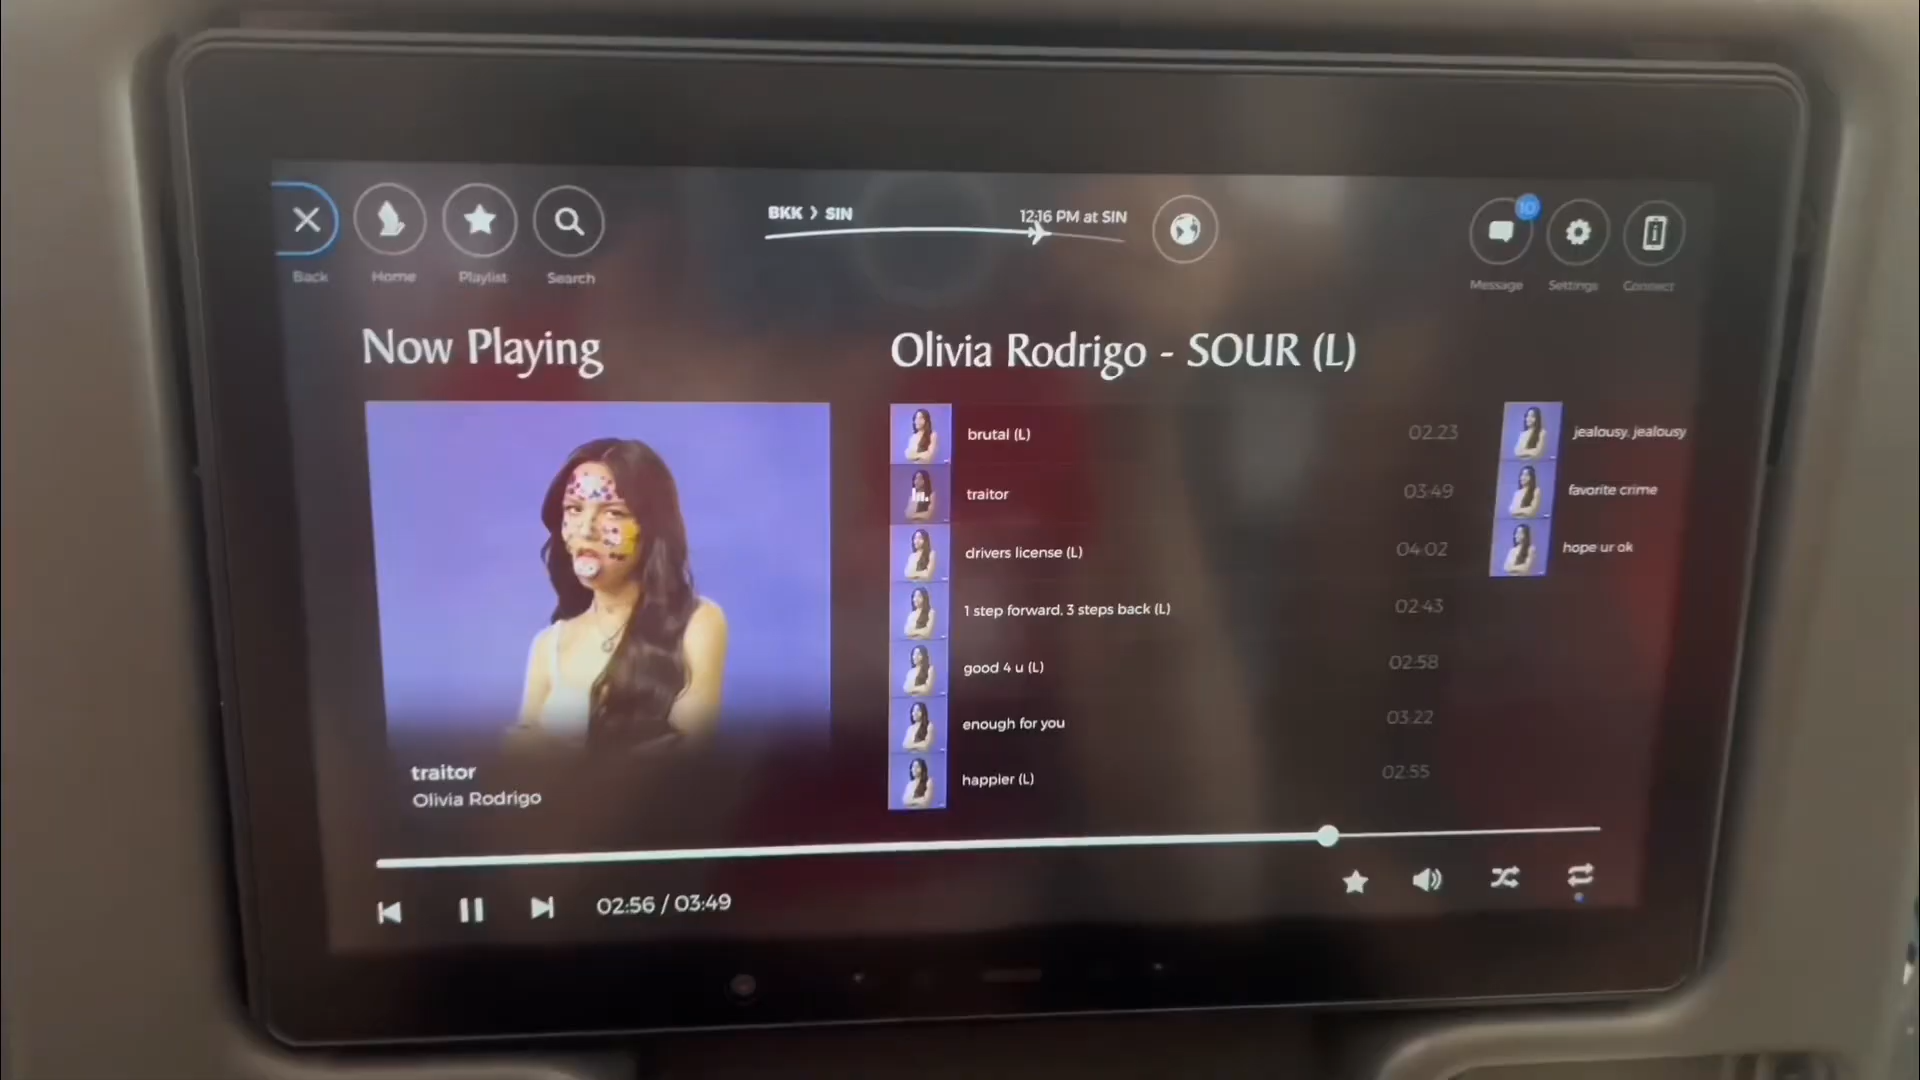 BKK > SIN
12:16 PM at SIN
10
Back
Home
Playlist
Search
Message
Settings
Connect
Now Playing
Olivia Rodrigo - SOUR (L)
brutal (L)
02:23
traitor
03:49
drivers license (L)
04:02
1 step forward, 3 steps back (L)
02:43
good 4 u (L)
02:58
enough for you
03:22
happier (L)
02:55
jealousy, jealousy
favorite crime
hope ur ok
traitor
Olivia Rodrigo
02:56 / 03:49